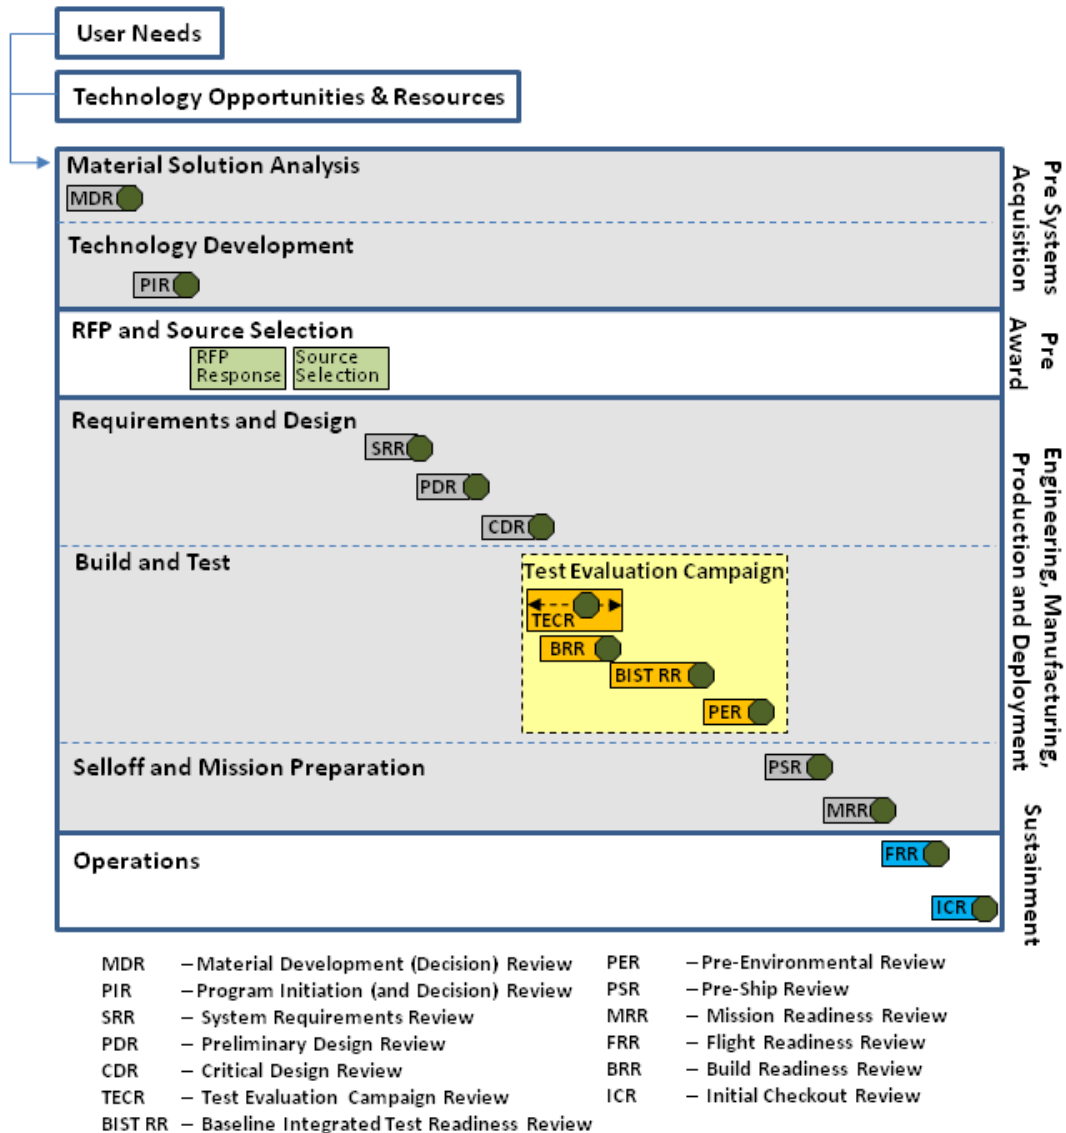 User Needs
Technology Opportunities & Resources
Material Solution Analysis
MDR
Technology Development
PIR
Pre Systems
Acquisition
RFP and Source Selection
RFP
Response
Source
Selection
Pre
Award
Requirements and Design
SRR
PDR
CDR
Build and Test
Test Evaluation Campaign
TECR
BRR
BIST RR
PER
Engineering, Manufacturing,
Production and Deployment
Selloff and Mission Preparation
PSR
MRR
Operations
FRR
ICR
Sustainment
MDR – Material Development (Decision) Review
PIR – Program Initiation (and Decision) Review
SRR – System Requirements Review
PDR – Preliminary Design Review
CDR – Critical Design Review
TECR – Test Evaluation Campaign Review
BIST RR – Baseline Integrated Test Readiness Review
PER – Pre-Environmental Review
PSR – Pre-Ship Review
MRR – Mission Readiness Review
FRR – Flight Readiness Review
BRR – Build Readiness Review
ICR – Initial Checkout Review